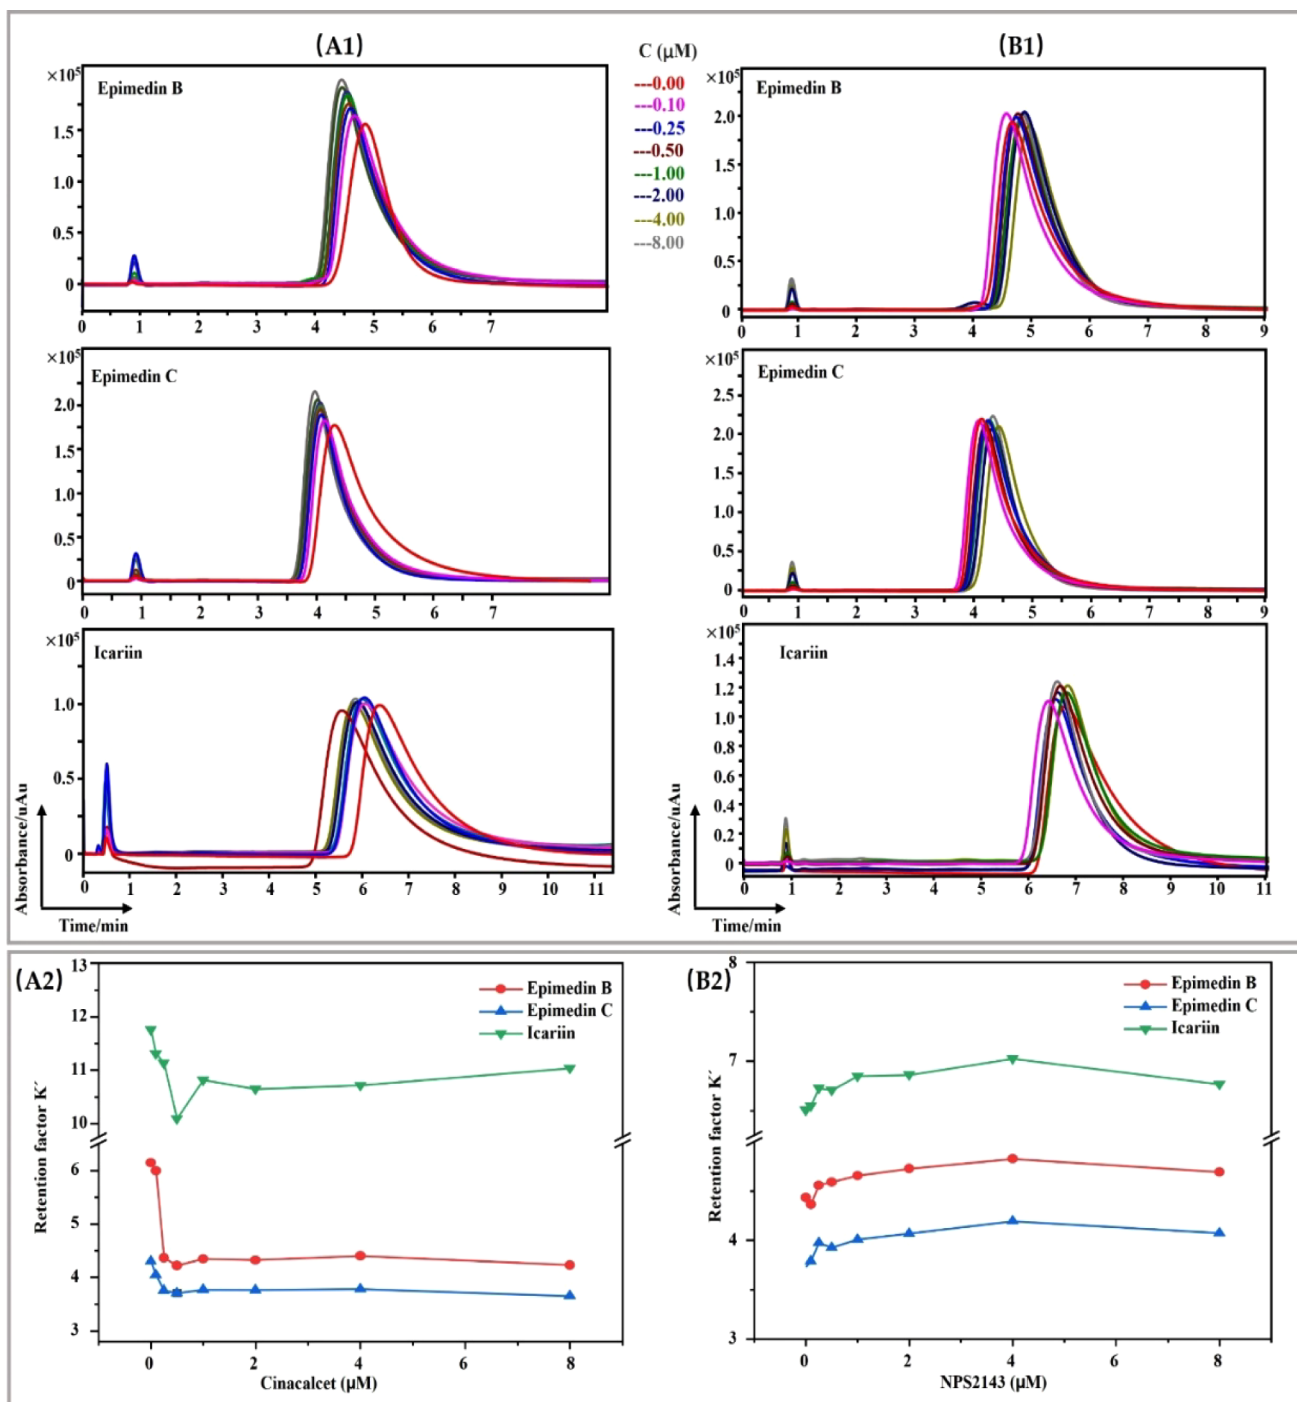 (A1)
C (μM)
(B1)
---0.00
---0.10
---0.25
---0.50
---1.00
---2.00
---4.00
---8.00
×10⁵
Epimedin B
1.5
1.0
0.5
0
0 1 2 3 4 5 6 7
×10⁵
Epimedin C
2.0
1.5
1.0
0.5
0
0 1 2 3 4 5 6 7
×10⁵
Icariin
1.0
0.5
0
0 1 2 3 4 5 6 7 8 9 10 11
Absorbance/uAu
Time/min
×10⁵
Epimedin B
2.0
1.5
1.0
0.5
0
0 1 2 3 4 5 6 7 8 9
×10⁵
Epimedin C
2.5
2.0
1.5
1.0
0.5
0
0 1 2 3 4 5 6 7 8 9
×10⁵
Icariin
1.4
1.2
1.0
0.8
0.6
0.4
0.2
0
0 1 2 3 4 5 6 7 8 9 10 11
Absorbance/uAu
Time/min
(A2)
13
12
11
10
6
5
4
3
Retention factor K´
Epimedin B
Epimedin C
Icariin
0 2 4 6 8
Cinacalcet (μM)
(B2)
8
7
4
3
Retention factor K´
Epimedin B
Epimedin C
Icariin
0 2 4 6 8
NPS2143 (μM)